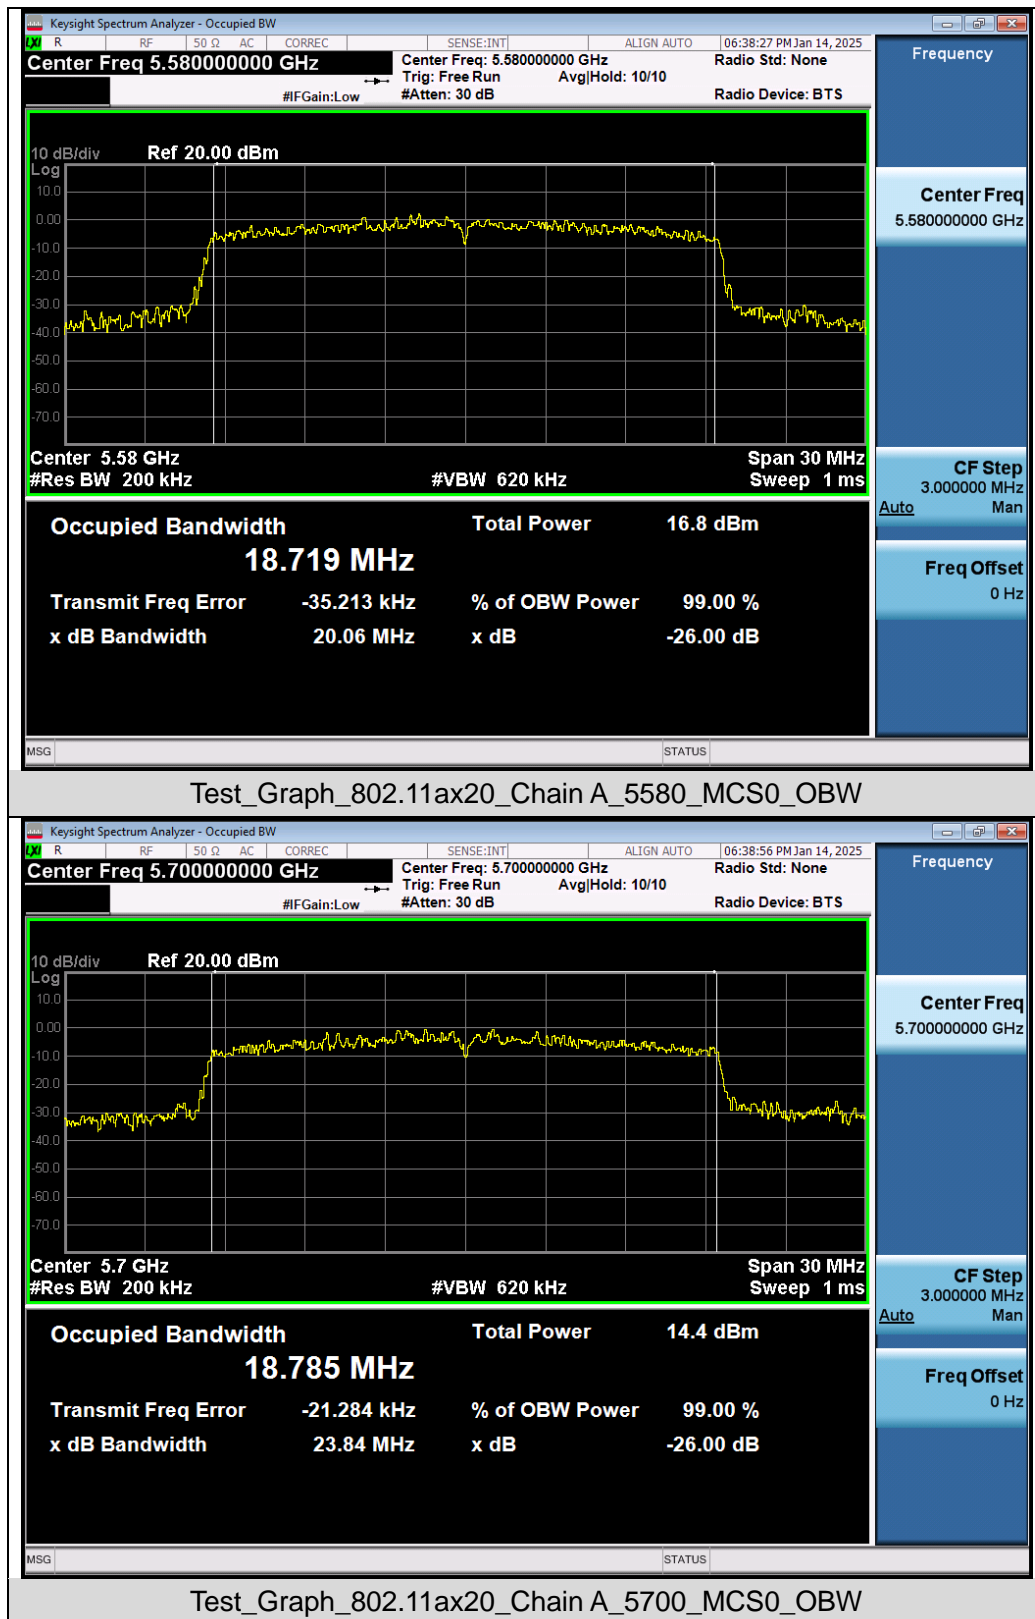 Keysight Spectrum Analyzer - Occupied BW
LXI R RF 50 Ω AC CORREC SENSE:INT ALIGN AUTO 06:38:27 PM Jan 14, 2025
Center Freq 5.580000000 GHz Center Freq: 5.580000000 GHz Radio Std: None Frequency
Trig: Free Run Avg|Hold: 10/10
#IFGain:Low #Atten: 30 dB Radio Device: BTS
10 dB/div Ref 20.00 dBm
Log
10.0
Center Freq
5.580000000 GHz
0.00
-10.0
-20.0
-30.0
-40.0
-50.0
-60.0
-70.0
Center 5.58 GHz Span 30 MHz
#Res BW 200 kHz #VBW 620 kHz Sweep 1 ms
CF Step
3.000000 MHz
Auto Man
Occupied Bandwidth Total Power 16.8 dBm
18.719 MHz
Freq Offset
0 Hz
Transmit Freq Error -35.213 kHz % of OBW Power 99.00 %
x dB Bandwidth 20.06 MHz x dB -26.00 dB
MSG STATUS
Test_Graph_802.11ax20_Chain A_5580_MCS0_OBW
Keysight Spectrum Analyzer - Occupied BW
LXI R RF 50 Ω AC CORREC SENSE:INT ALIGN AUTO 06:38:56 PM Jan 14, 2025
Center Freq 5.700000000 GHz Center Freq: 5.700000000 GHz Radio Std: None Frequency
Trig: Free Run Avg|Hold: 10/10
#IFGain:Low #Atten: 30 dB Radio Device: BTS
10 dB/div Ref 20.00 dBm
Log
10.0
Center Freq
5.700000000 GHz
0.00
-10.0
-20.0
-30.0
-40.0
-50.0
-60.0
-70.0
Center 5.7 GHz Span 30 MHz
#Res BW 200 kHz #VBW 620 kHz Sweep 1 ms
CF Step
3.000000 MHz
Auto Man
Occupied Bandwidth Total Power 14.4 dBm
18.785 MHz
Freq Offset
0 Hz
Transmit Freq Error -21.284 kHz % of OBW Power 99.00 %
x dB Bandwidth 23.84 MHz x dB -26.00 dB
MSG STATUS
Test_Graph_802.11ax20_Chain A_5700_MCS0_OBW